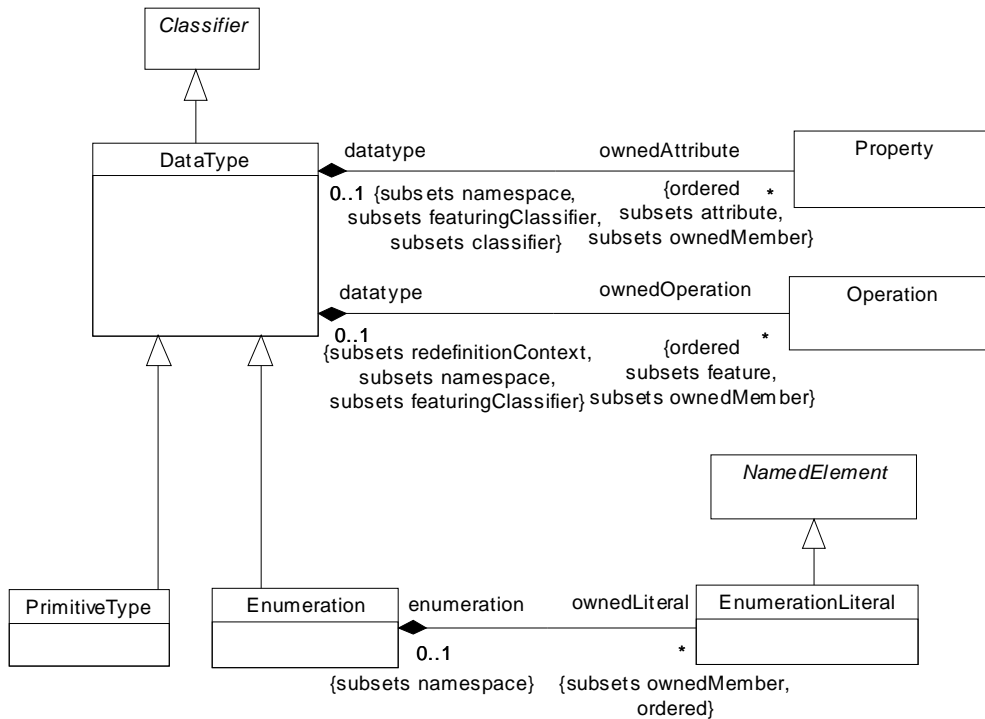 Classifier
DataType
datatype
ownedAttribute
Property
0..1 {subsets namespace,
subsets featuringClassifier,
subsets classifier}
{ordered *
subsets attribute,
subsets ownedMember}
datatype
ownedOperation
Operation
0..1
{subsets redefinitionContext,
subsets namespace,
subsets featuringClassifier}
*
{ordered
subsets feature,
subsets ownedMember}
NamedElement
PrimitiveType
Enumeration
enumeration
ownedLiteral
EnumerationLiteral
0..1
*
{subsets namespace}
{subsets ownedMember,
ordered}